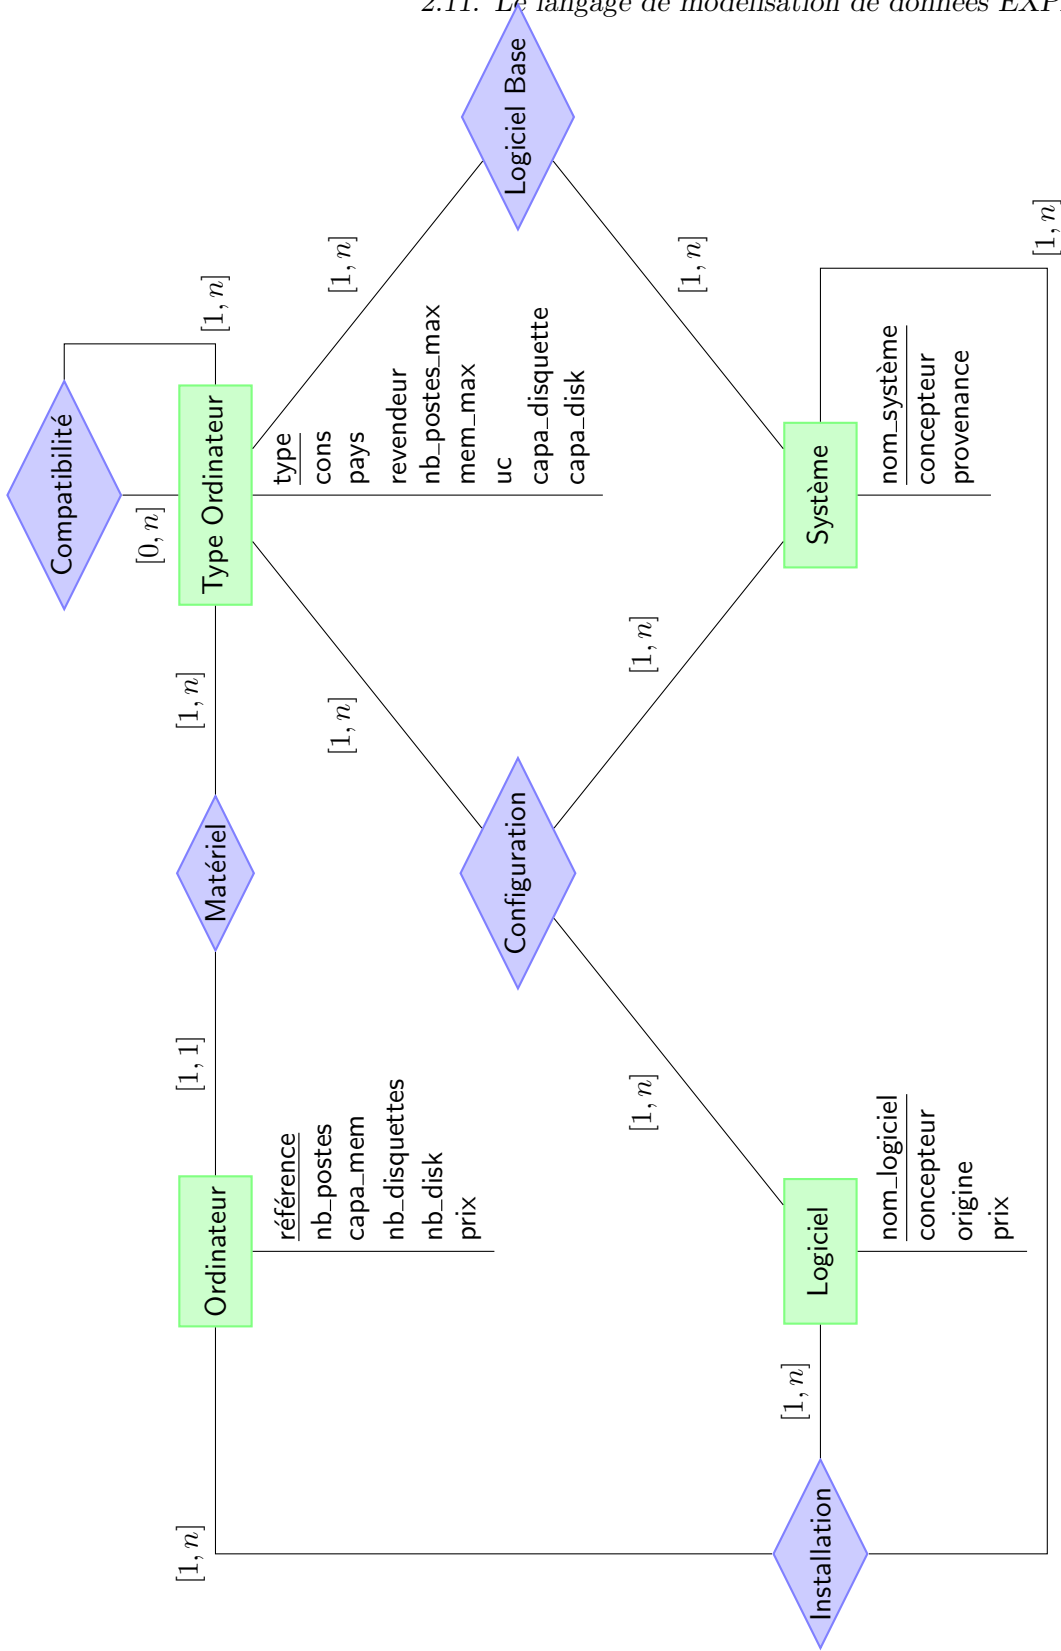 2.11. Le langage de modélisation de données
Compatibilité
[0, n]
[1, n]
Ordinateur
référence
nb_postes
capa_mem
nb_disquettes
nb_disk
prix
[1, 1]
Matériel
[1, n]
Type Ordinateur
type
cons
pays
revendeur
nb_postes_max
mem_max
uc
capa_disquette
capa_disk
[1, n]
[1, n]
[1, n]
Configuration
Logiciel Base
[1, n]
[1, n]
[1, n]
Installation
[1, n]
Logiciel
nom_logiciel
concepteur
origine
prix
Système
nom_système
concepteur
provenance
[1, n]